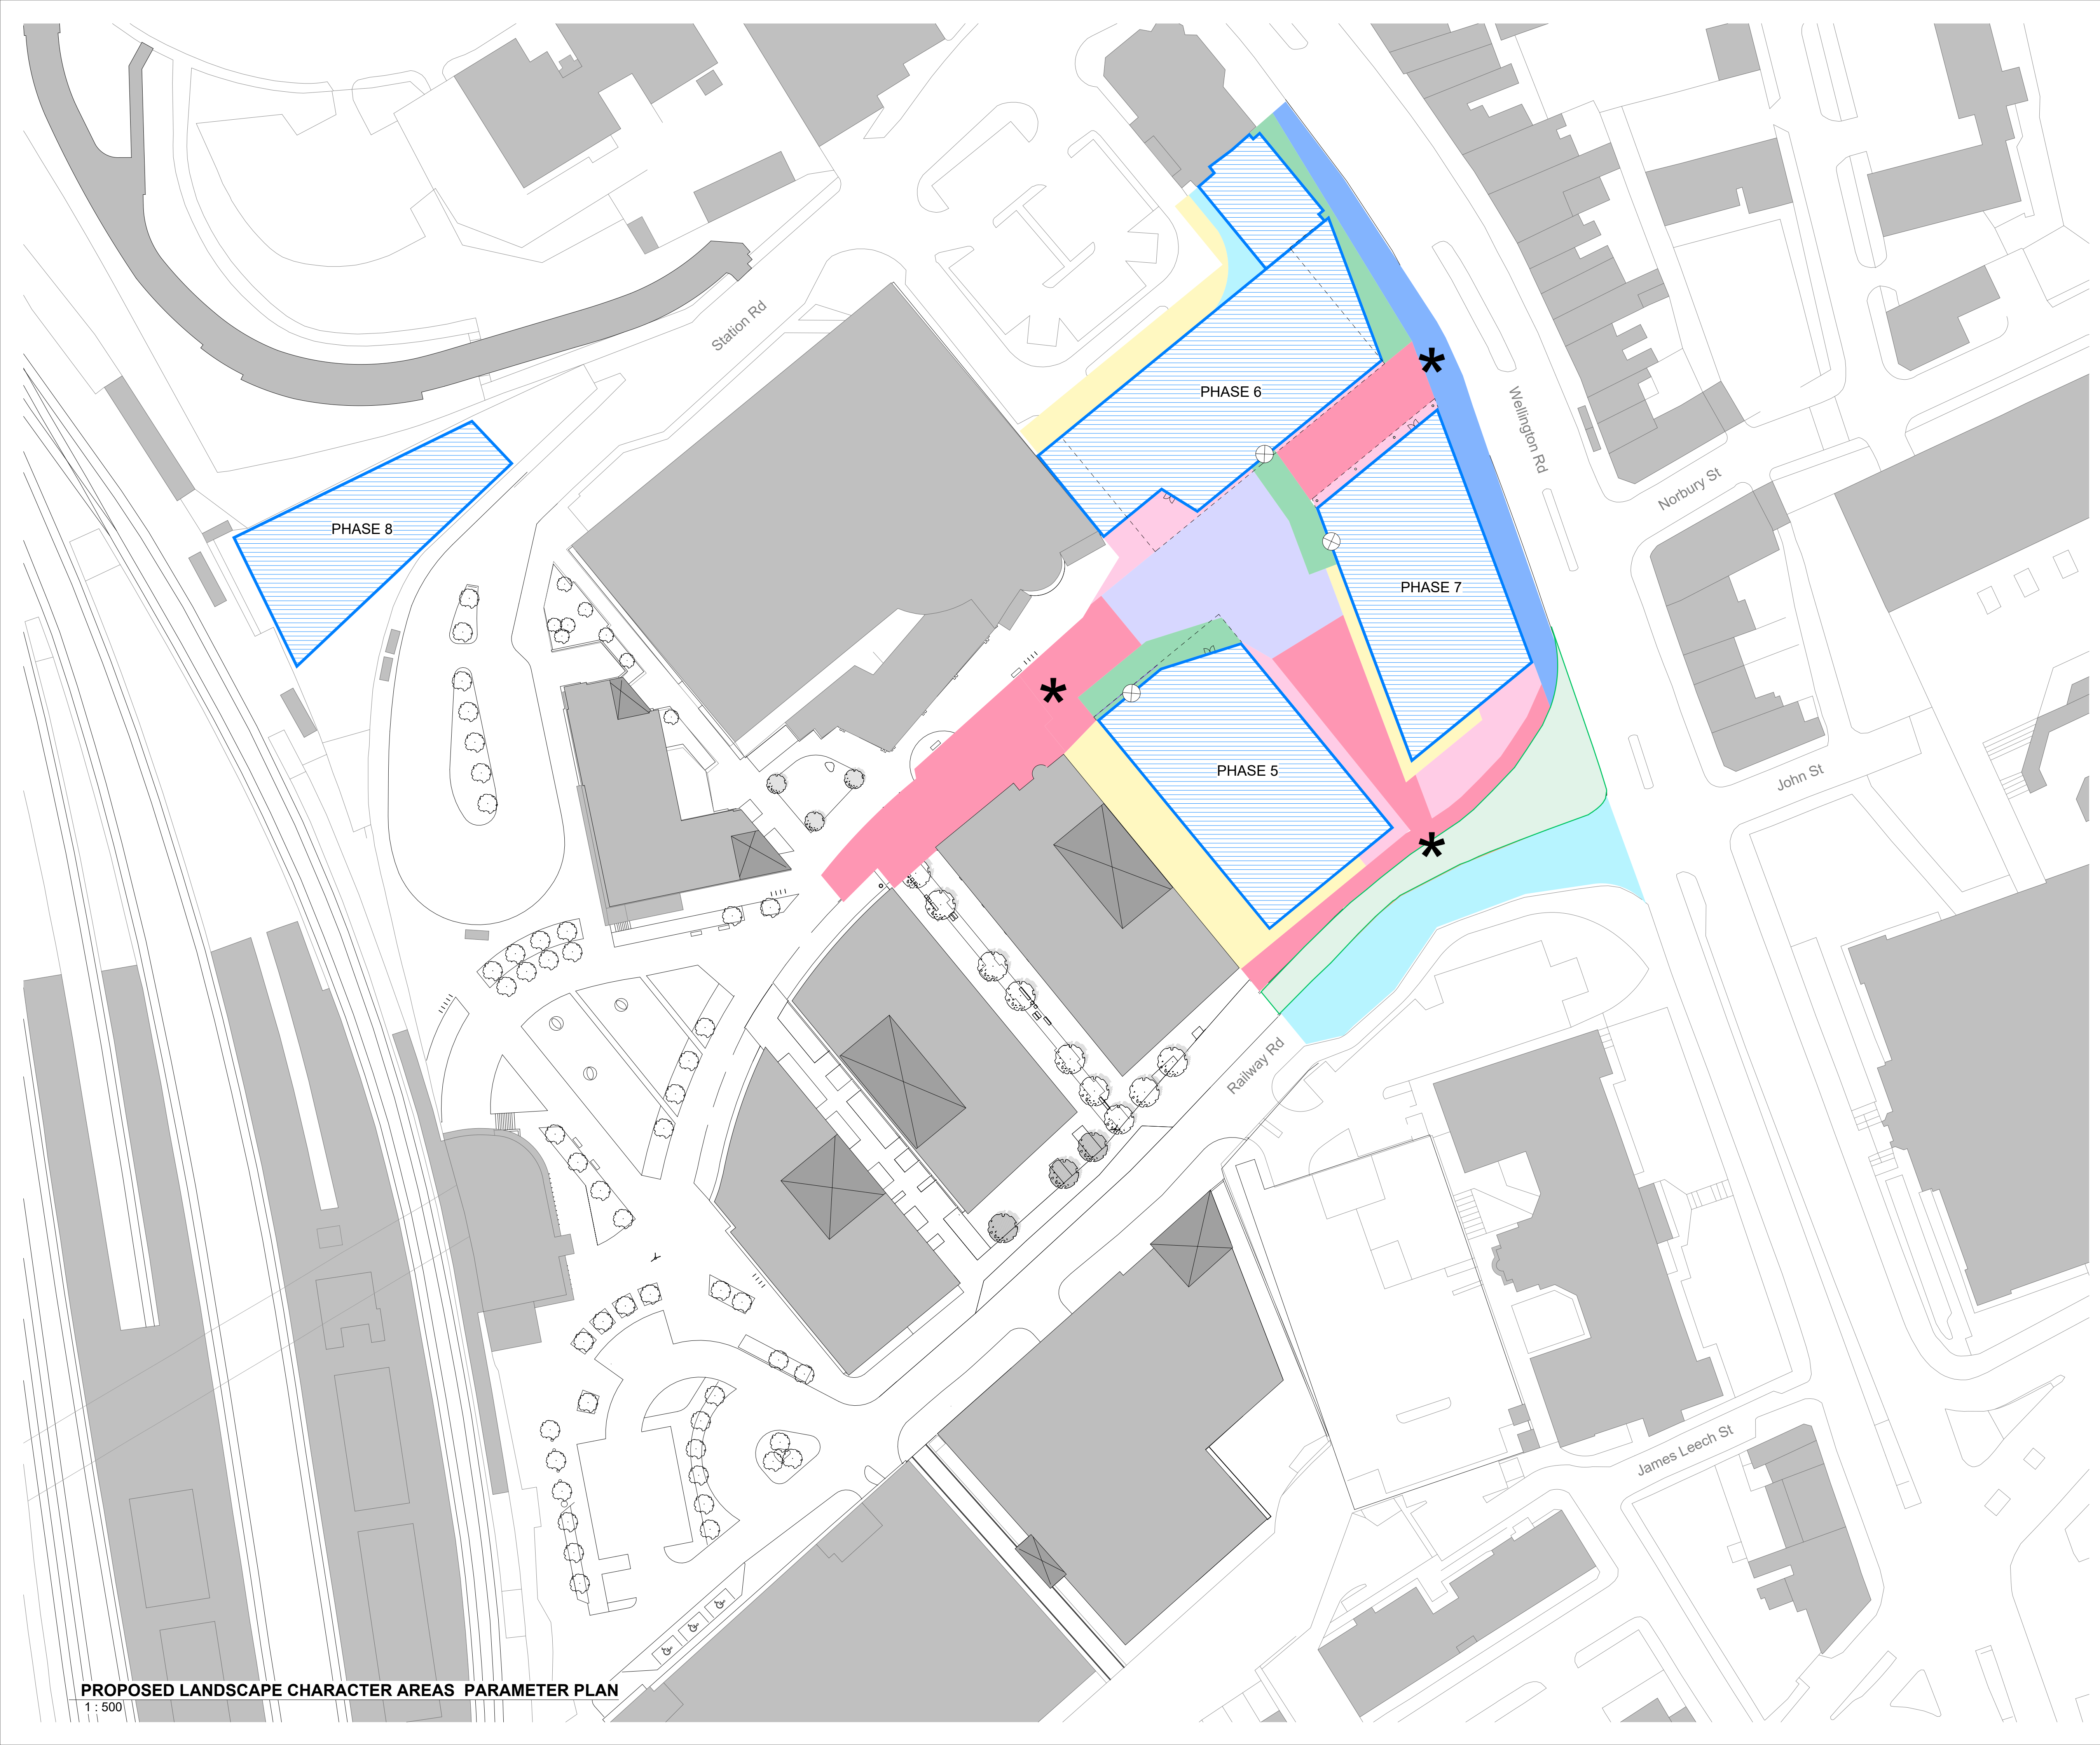 Station Rd
PHASE 6
Wellington Rd
*
Norbury St
PHASE 8
PHASE 7
*
PHASE 5
John St
*
Railway Rd
James Leech St
PROPOSED LANDSCAPE CHARACTER AREAS PARAMETER PLAN
1 : 500